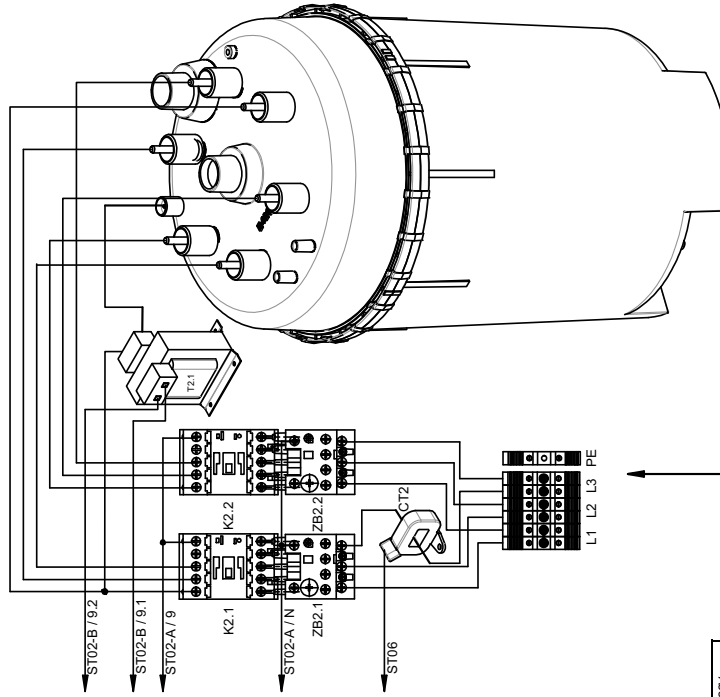 T2.1
ST02-B / 9.2
ST02-B / 9.1
ST02-A / 9
ST02-A / N
ST06
K2.2
K2.1
ZB2.2
ZB2.1
CT2
PE
L3
L2
L1